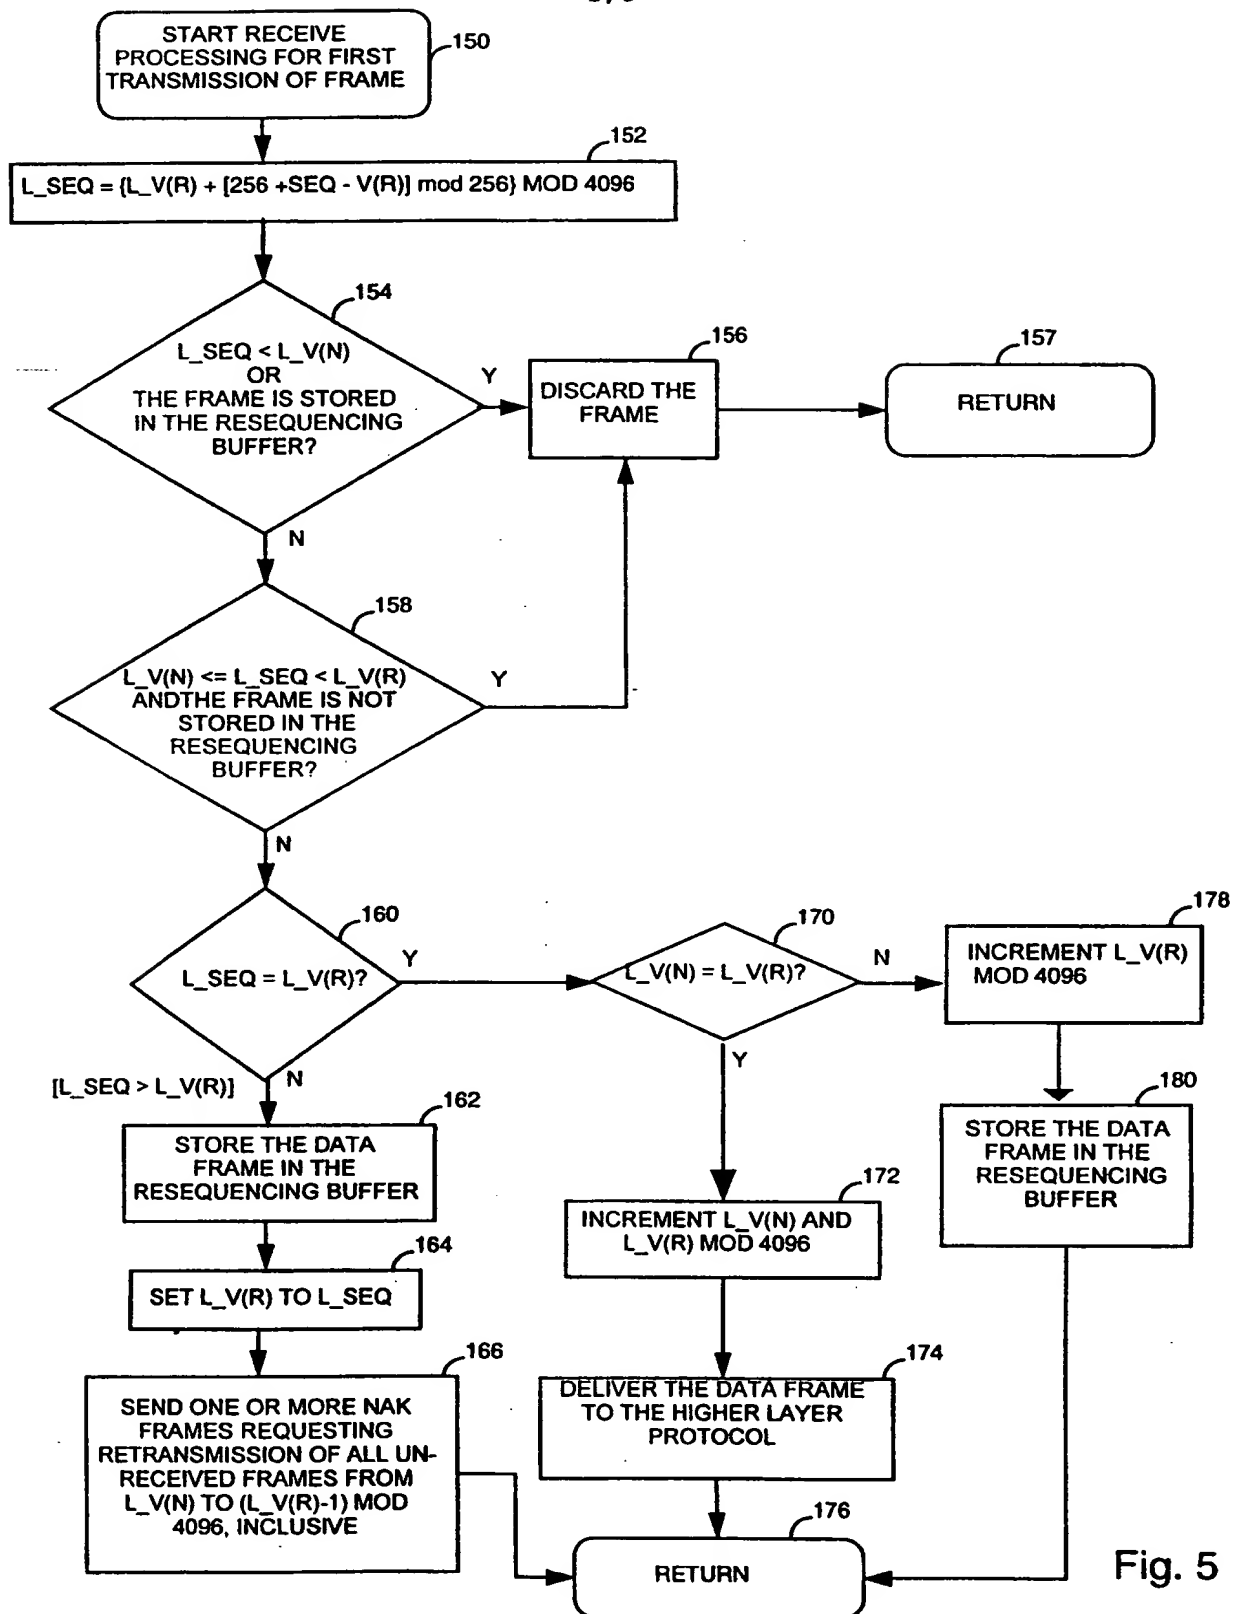 START RECEIVE
PROCESSING FOR FIRST
TRANSMISSION OF FRAME
150
152
L_SEQ = {L_V(R) + [256 +SEQ - V(R)] mod 256} MOD 4096
154
L_SEQ < L_V(N)
OR
THE FRAME IS STORED
IN THE RESEQUENCING
BUFFER?
Y
156
DISCARD THE
FRAME
157
RETURN
N
158
L_V(N) <= L_SEQ < L_V(R)
ANDTHE FRAME IS NOT
STORED IN THE
RESEQUENCING
BUFFER?
Y
N
160
L_SEQ = L_V(R)?
Y
170
L_V(N) = L_V(R)?
N
178
INCREMENT L_V(R)
MOD 4096
[L_SEQ > L_V(R)]
N
Y
162
STORE THE DATA
FRAME IN THE
RESEQUENCING BUFFER
180
STORE THE DATA
FRAME IN THE
RESEQUENCING
BUFFER
172
INCREMENT L_V(N) AND
L_V(R) MOD 4096
164
SET L_V(R) TO L_SEQ
166
SEND ONE OR MORE NAK
FRAMES REQUESTING
RETRANSMISSION OF ALL UN-
RECEIVED FRAMES FROM
L_V(N) TO (L_V(R)-1) MOD
4096, INCLUSIVE
174
DELIVER THE DATA FRAME
TO THE HIGHER LAYER
PROTOCOL
176
RETURN
Fig. 5